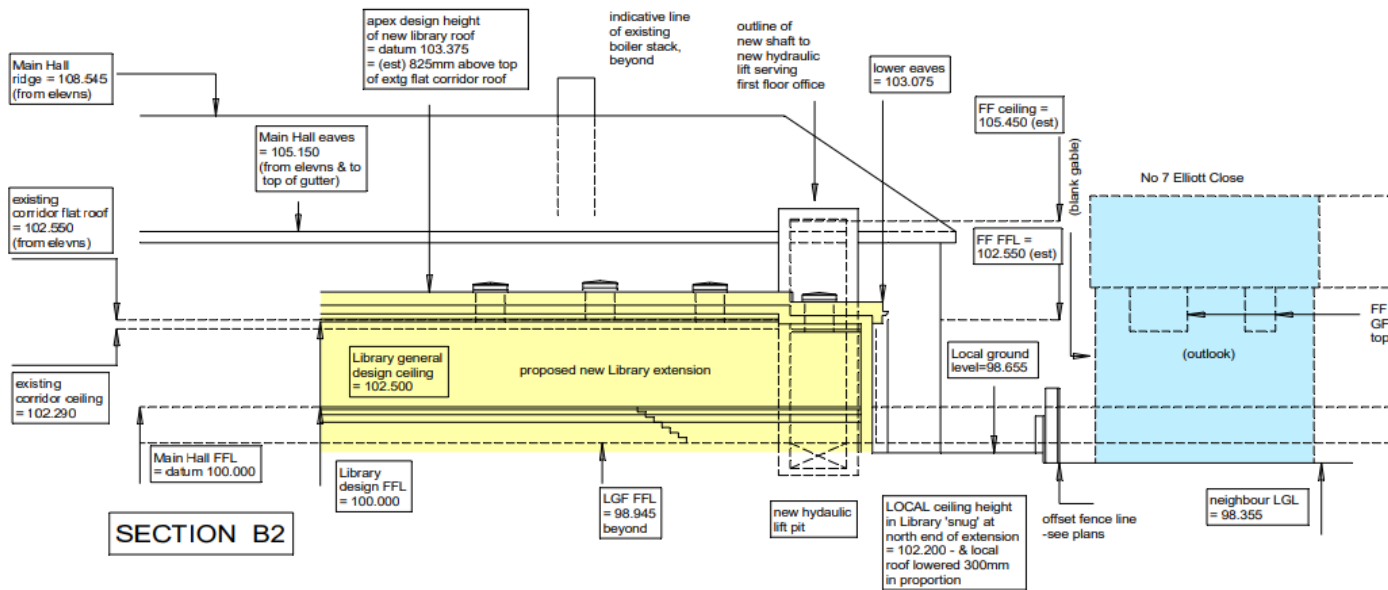 Main Hall
ridge = 108.545
(from elevns)
apex design height
of new library roof
= datum 103.375
= (est) 825mm above top
of extg flat corridor roof
indicative line
of existing
boiler stack,
beyond
outline of
new shaft to
new hydraulic
lift serving
first floor office
lower eaves
= 103.075
FF ceiling =
105.450 (est)
(blank gable)
No 7 Elliott Close
Main Hall eaves
= 105.150
(from elevns & to
top of gutter)
existing
corridor flat roof
= 102.550
(from elevns)
FF FFL =
102.550 (est)
FF
GF
top
(outlook)
Library general
design ceiling
= 102.500
proposed new Library extension
Local ground
level=98.655
existing
corridor ceiling
= 102.290
Main Hall FFL
= datum 100.000
Library
design FFL
= 100.000
LGF FFL
= 98.945
beyond
new hydaulic
lift pit
LOCAL ceiling height
in Library 'snug' at
north end of extension
= 102.200 - & local
roof lowered 300mm
in proportion
offset fence line
-see plans
neighbour LGL
= 98.355
SECTION B2